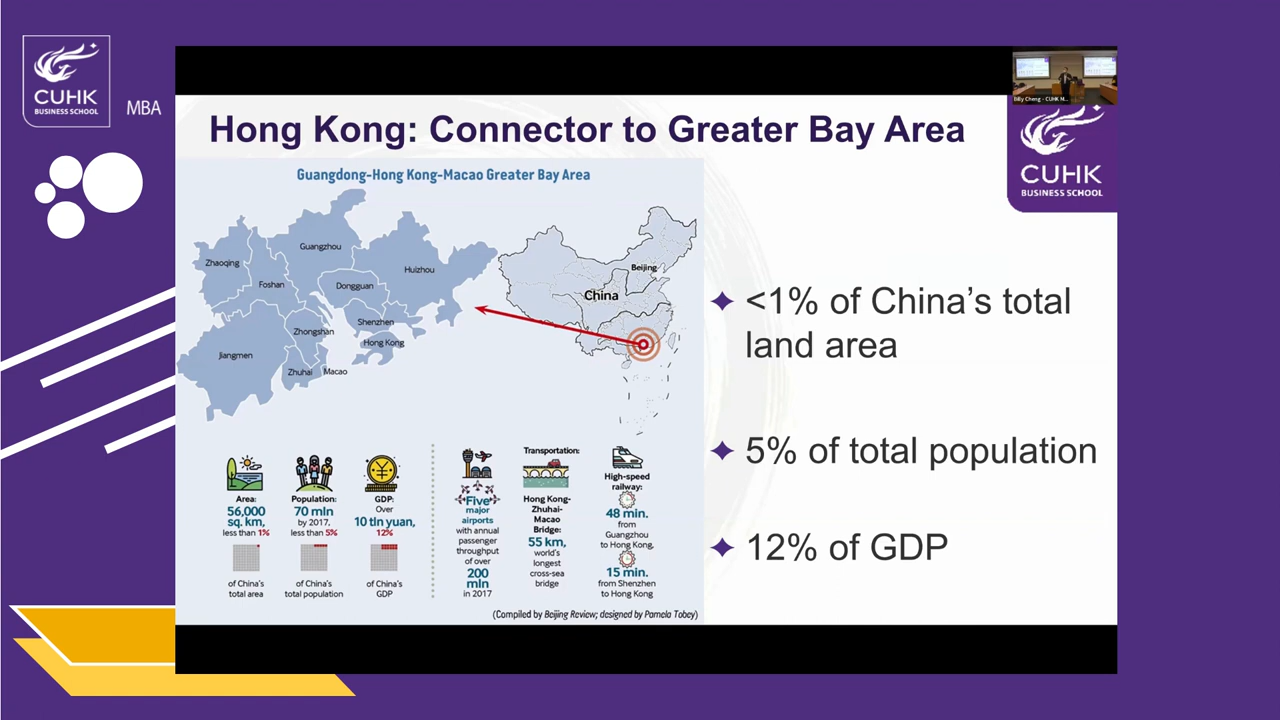 CUHK
BUSINESS SCHOOL
MBA
Billy Cheng - CUHK M...
Hong Kong: Connector to Greater Bay Area
CUHK
BUSINESS SCHOOL
Guangdong-Hong Kong-Macao Greater Bay Area
Zhaoqing
Guangzhou
Foshan
Dongguan
Huizhou
Zhongshan
Shenzhen
Hong Kong
Jiangmen
Zhuhai
Macao
Beijing
China
<1% of China's total
land area
5% of total population
12% of GDP
Area:
56,000
sq. km,
less than 1%
of China's
total area
Population:
70 mln
by 2017,
less than 5%
of China's
total population
GDP:
Over
10 tln yuan,
12%
of China's
GDP
Five
major
airports
with annual
passenger
throughput
of over
200
mln
in 2017
Transportation:
Hong Kong-
Zhuhai-
Macao
Bridge:
55 km,
world's
longest
cross-sea
bridge
High-speed
railway:
48 min.
from
Guangzhou
to Hong Kong,
15 min.
from Shenzhen
to Hong Kong
(Compiled by Beijing Review; designed by Pamela Tobey)